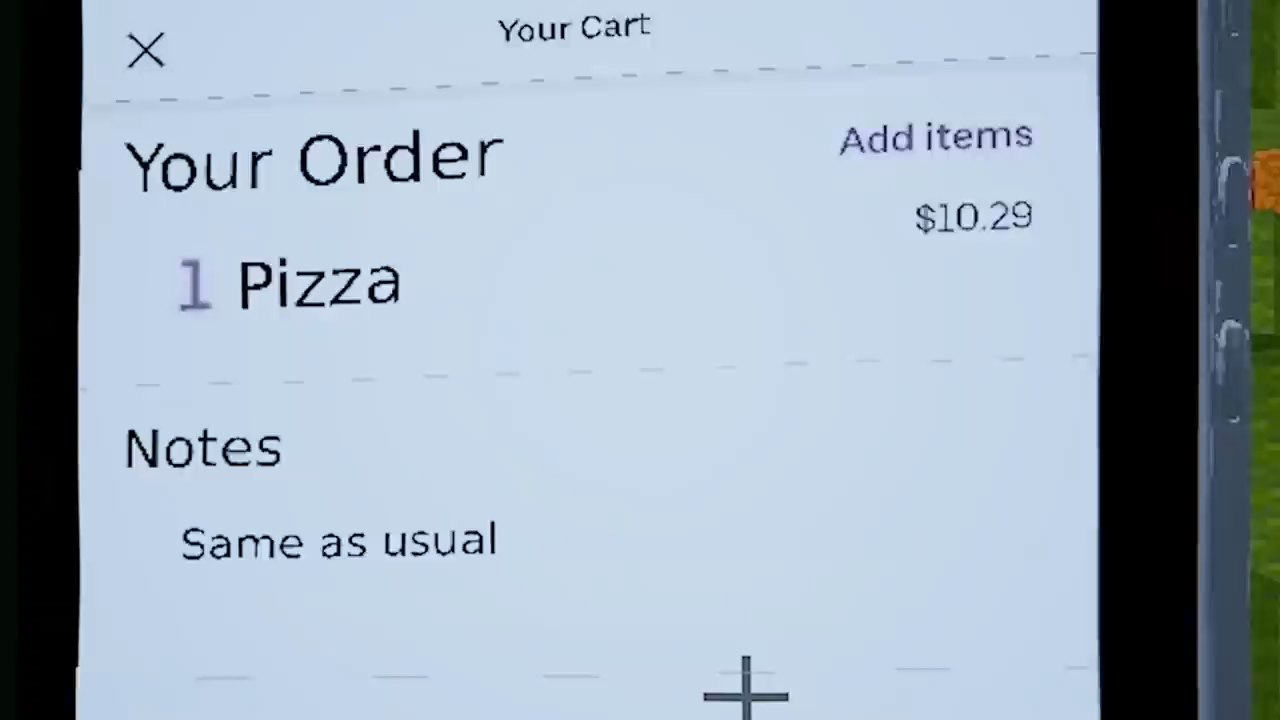 Your Cart
Your Order
Add items
$10.29
1 Pizza
Notes
Same as usual